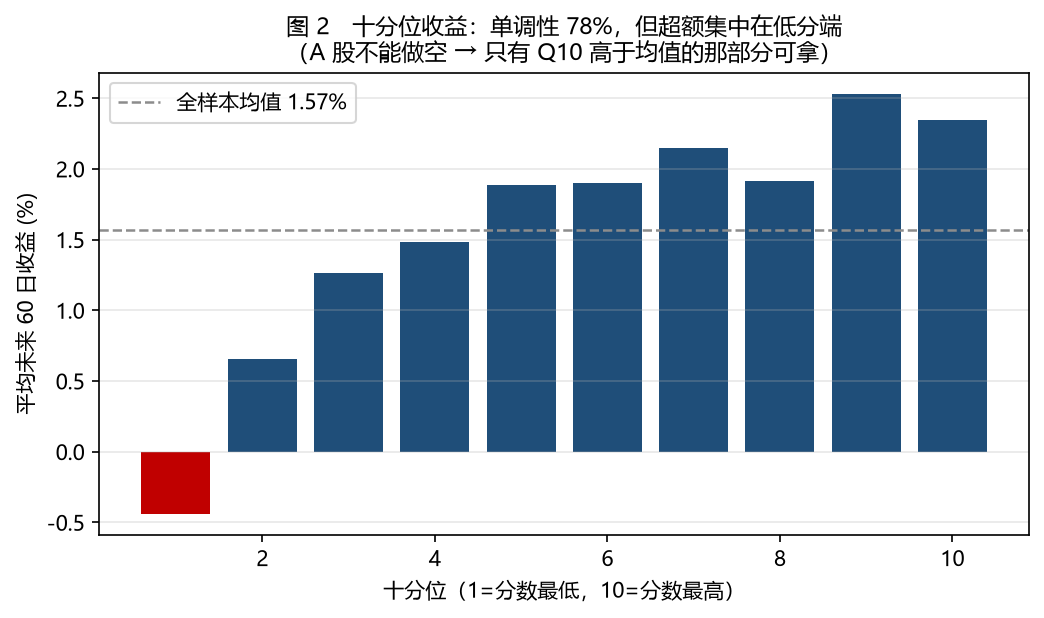 图 2　十分位收益：单调性 78%，但超额集中在低分端
（A 股不能做空 → 只有 Q10 高于均值的那部分可拿）
全样本均值 1.57%
平均未来 60 日收益 (%)
2.5
2.0
1.5
1.0
0.5
0.0
-0.5
2
4
6
8
10
十分位（1=分数最低，10=分数最高）